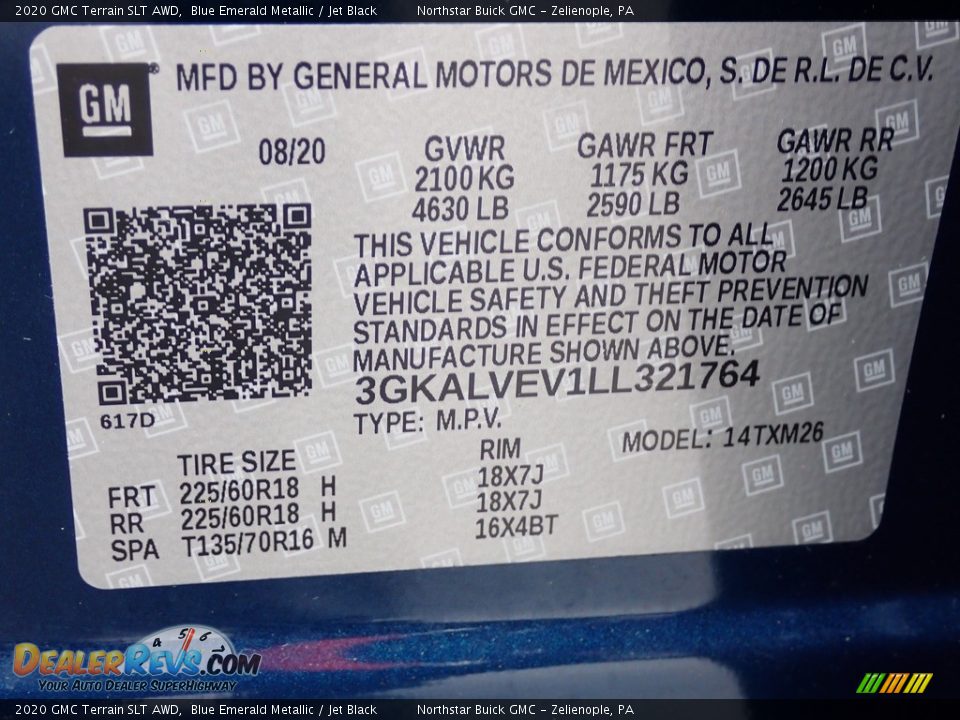 2020 GMC Terrain SLT AWD, Blue Emerald Metallic / Jet Black Northstar Buick GMC - Zelienople, PA
GM® MFD BY GENERAL MOTORS DE MEXICO, S. DE R.L. DE C.V.
08/20 GVWR GAWR FRT GAWR RR
2100 KG 1175 KG 1200 KG
4630 LB 2590 LB 2645 LB
THIS VEHICLE CONFORMS TO ALL
APPLICABLE U.S. FEDERAL MOTOR
VEHICLE SAFETY AND THEFT PREVENTION
STANDARDS IN EFFECT ON THE DATE OF
MANUFACTURE SHOWN ABOVE.
3GKALVEV1LL321764
617D TYPE: M.P.V.
MODEL: 14TXM26
TIRE SIZE RIM
FRT 225/60R18 H 18X7J
RR 225/60R18 H 18X7J
SPA T135/70R16 M 16X4BT
4 5 6
DEALERREVS.COM
YOUR AUTO DEALER SUPERHIGHWAY
2020 GMC Terrain SLT AWD, Blue Emerald Metallic / Jet Black Northstar Buick GMC - Zelienople, PA